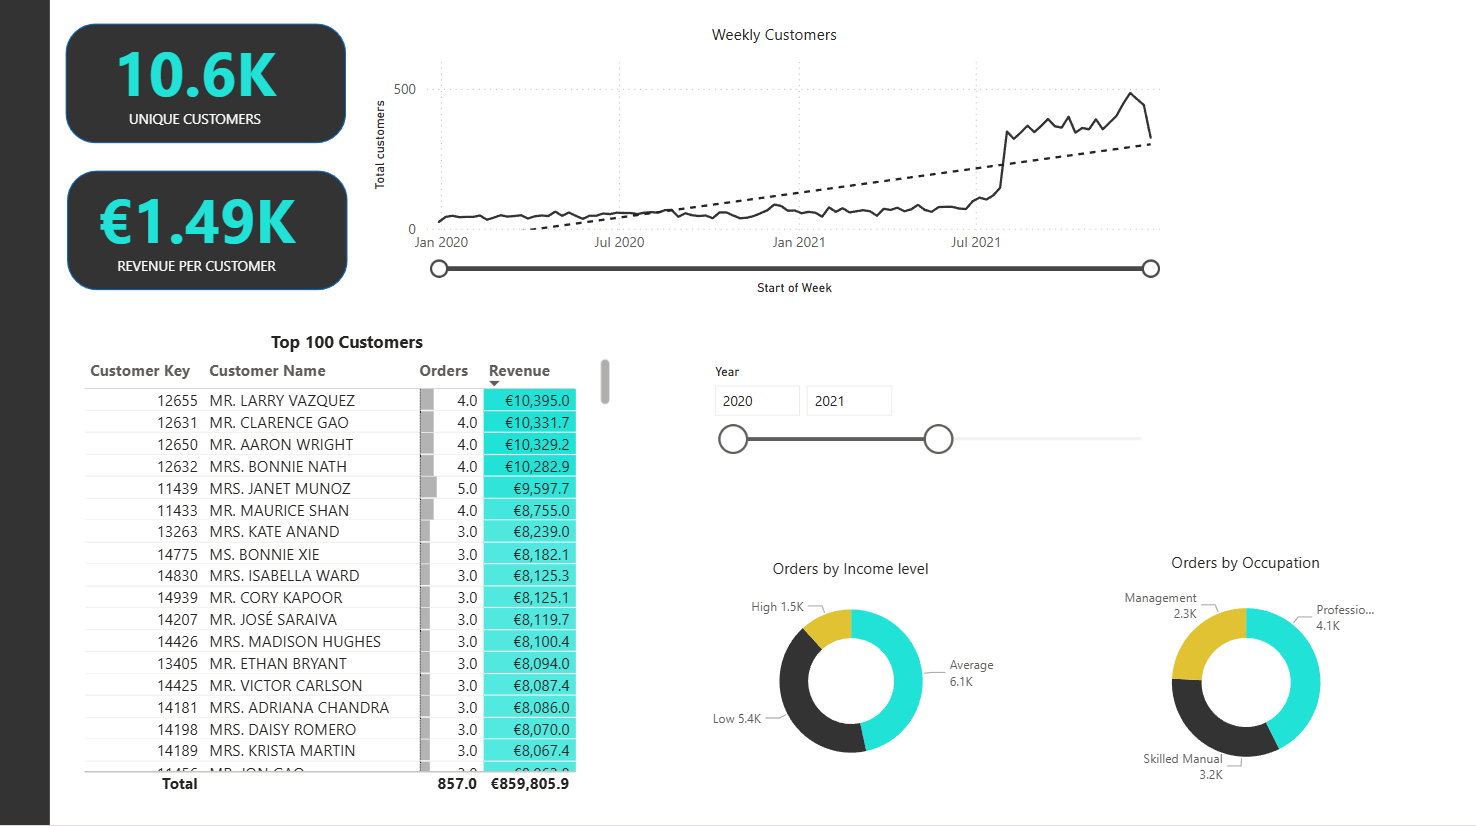 10.6K
UNIQUE CUSTOMERS
€1.49K
REVENUE PER CUSTOMER
Weekly Customers
Total customers
500
0
Jan 2020 Jul 2020 Jan 2021 Jul 2021
Start of Week
Top 100 Customers
Customer Key Customer Name Orders Revenue
12655 MR. LARRY VAZQUEZ 4.0 €10,395.0
12631 MR. CLARENCE GAO 4.0 €10,331.7
12650 MR. AARON WRIGHT 4.0 €10,329.2
12632 MRS. BONNIE NATH 4.0 €10,282.9
11439 MRS. JANET MUNOZ 5.0 €9,597.7
11433 MR. MAURICE SHAN 4.0 €8,755.0
13263 MRS. KATE ANAND 3.0 €8,239.0
14775 MS. BONNIE XIE 3.0 €8,182.1
14830 MRS. ISABELLA WARD 3.0 €8,125.3
14939 MR. CORY KAPOOR 3.0 €8,125.1
14207 MR. JOSÉ SARAIVA 3.0 €8,119.7
14426 MRS. MADISON HUGHES 3.0 €8,100.4
13405 MR. ETHAN BRYANT 3.0 €8,094.0
14425 MR. VICTOR CARLSON 3.0 €8,087.4
14181 MRS. ADRIANA CHANDRA 3.0 €8,086.0
14198 MRS. DAISY ROMERO 3.0 €8,070.0
14189 MRS. KRISTA MARTIN 3.0 €8,067.4
Total 857.0 €859,805.9
Year
2020 2021
Orders by Income level
High 1.5K
Average
6.1K
Low 5.4K
Orders by Occupation
Management
2.3K
Professio...
4.1K
Skilled Manual
3.2K